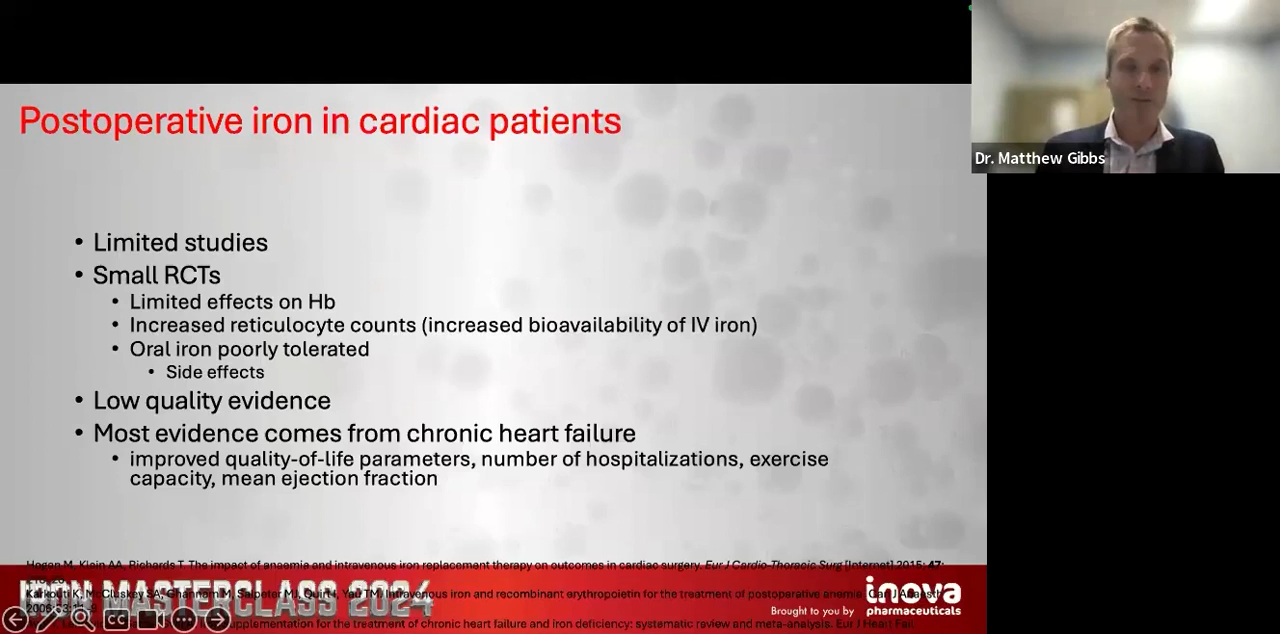 Postoperative iron in cardiac patients
Dr. Matthew Gibbs
• Limited studies
• Small RCTs
• Limited effects on Hb
• Increased reticulocyte counts (increased bioavailability of IV iron)
• Oral iron poorly tolerated
• Side effects
• Low quality evidence
• Most evidence comes from chronic heart failure
• improved quality-of-life parameters, number of hospitalizations, exercise
capacity, mean ejection fraction
Hogan M, Klein AA, Richards T. The impact of anaemia and intravenous iron replacement therapy on outcomes in cardiac surgery. Eur J Cardio-Thoracic Surg [Internet] 2015; 47:
IRON MASTERCLASS 2024
Karkouti K, McCluskey SA, Ghannam M, Salpeter MJ, Quirt I, Yau TM. Intravenous iron and recombinant erythropoietin for the treatment of postoperative anemia. Can J Anaesth
2006; 53:
supplementation for the treatment of chronic heart failure and iron deficiency: systematic review and meta-analysis. Eur J Heart Fail
CC
Brought to you by
inova
pharmaceuticals